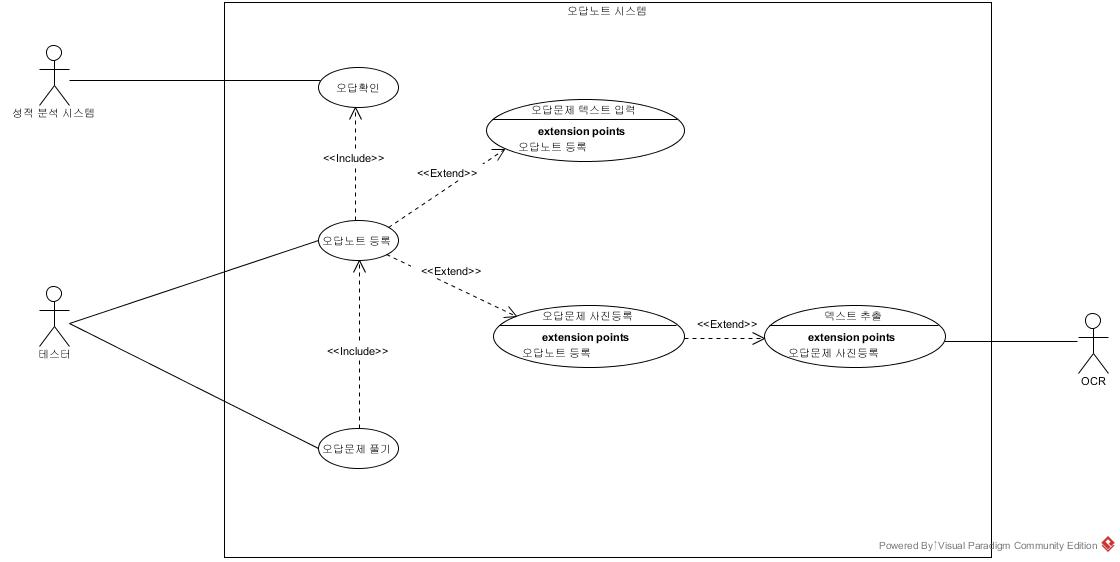 오답노트 시스템
성적 분석 시스템
오답확인
오답문제 텍스트 입력
extension points
오답노트 등록
<<Include>>
<<Extend>>
오답노트 등록
<<Extend>>
테스터
오답문제 사진등록
extension points
오답노트 등록
<<Extend>>
텍스트 추출
extension points
오답문제 사진등록
OCR
<<Include>>
오답문제 풀기
Powered By Visual Paradigm Community Edition